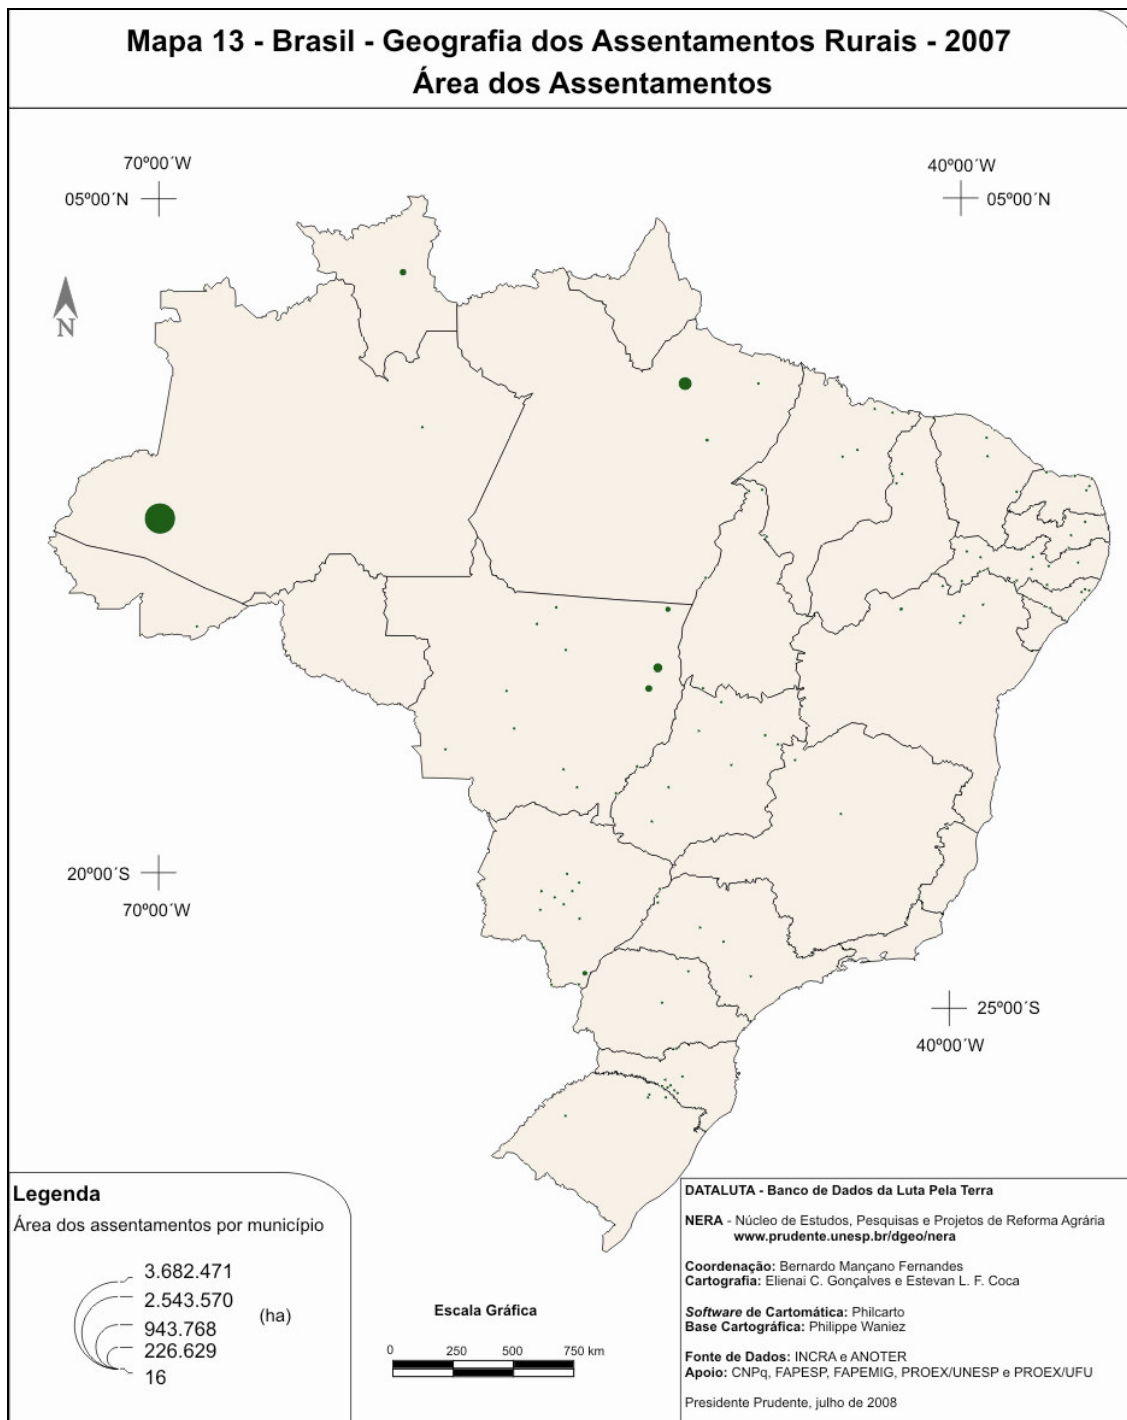 Mapa 13 - Brasil - Geografia dos Assentamentos Rurais - 2007
Área dos Assentamentos
70º00´W
05º00´N
40º00´W
05º00´N
N
20º00´S
70º00´W
25º00´S
40º00´W
Legenda
Área dos assentamentos por município
3.682.471
2.543.570
943.768
226.629
16
(ha)
Escala Gráfica
0 250 500 750 km
DATALUTA - Banco de Dados da Luta Pela Terra
NERA - Núcleo de Estudos, Pesquisas e Projetos de Reforma Agrária
www.prudente.unesp.br/dgeo/nera
Coordenação: Bernardo Mançano Fernandes
Cartografia: Elienai C. Gonçalves e Estevan L. F. Coca
Software de Cartomática: Philcarto
Base Cartográfica: Philippe Waniez
Fonte de Dados: INCRA e ANOTER
Apoio: CNPq, FAPESP, FAPEMIG, PROEX/UNESP e PROEX/UFU
Presidente Prudente, julho de 2008